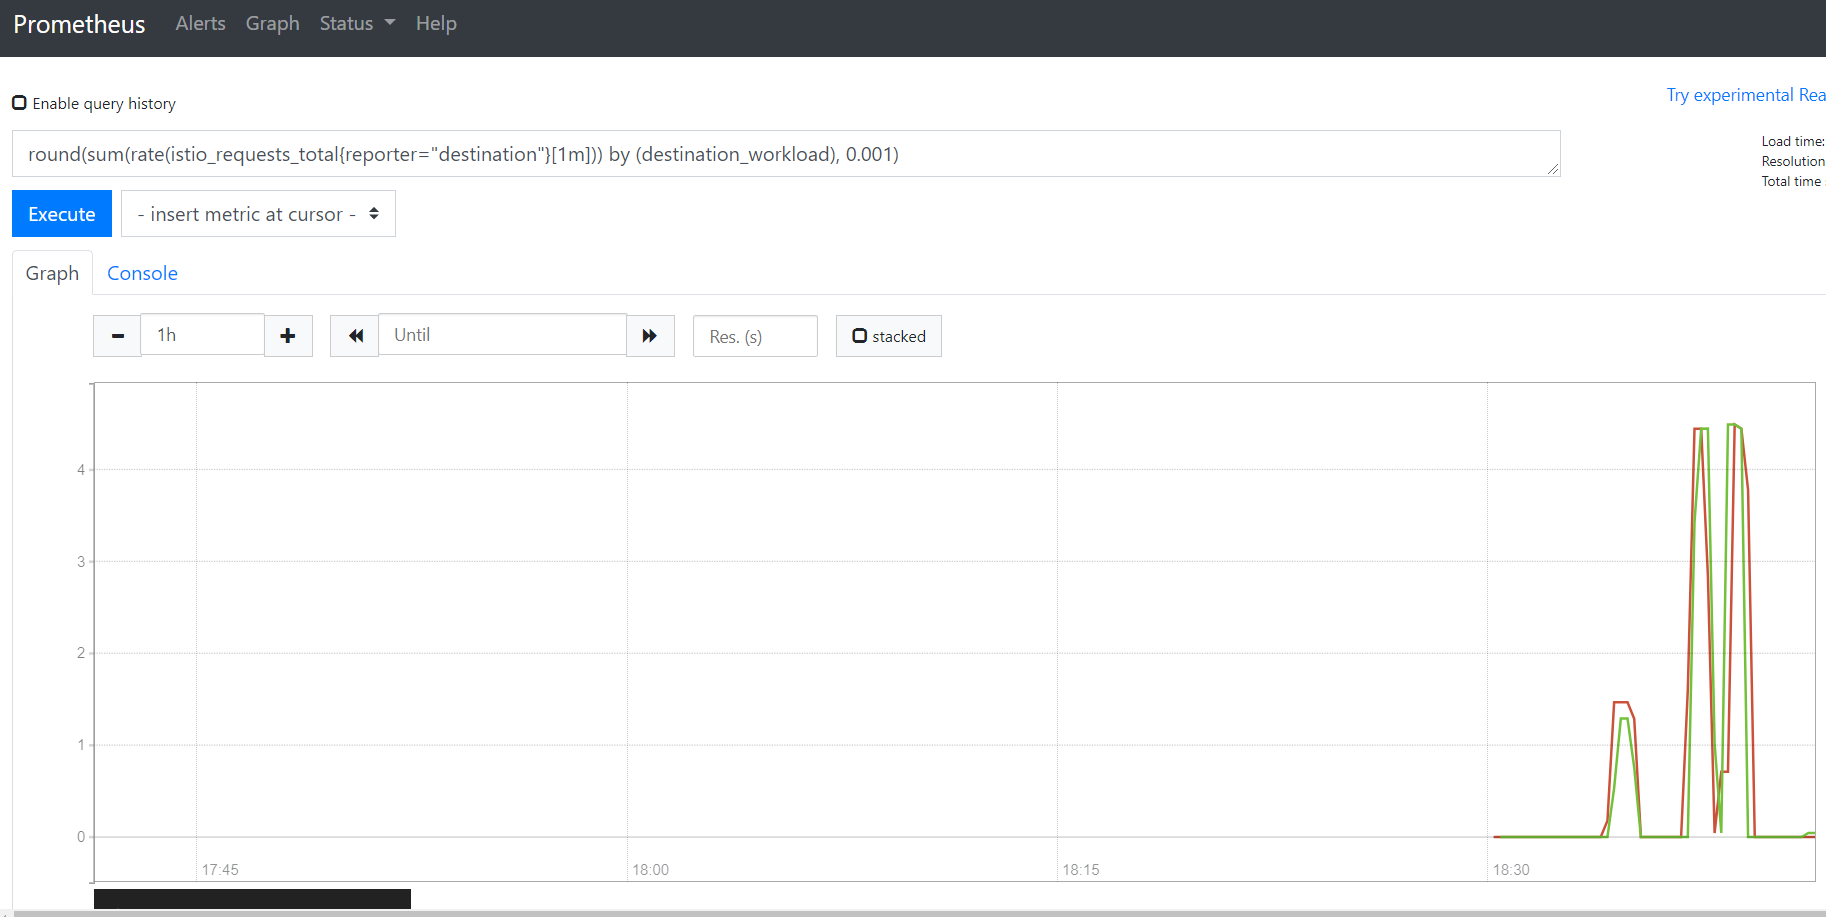 Prometheus Alerts Graph Status Help
Enable query history
Try experimental Rea
round(sum(rate(istio_requests_total{reporter="destination"}[1m])) by (destination_workload), 0.001)
Load time:
Resolution
Total time
Execute - insert metric at cursor -
Graph Console
1h Until Res. (s) stacked
4
3
2
1
0
17:45 18:00 18:15 18:30